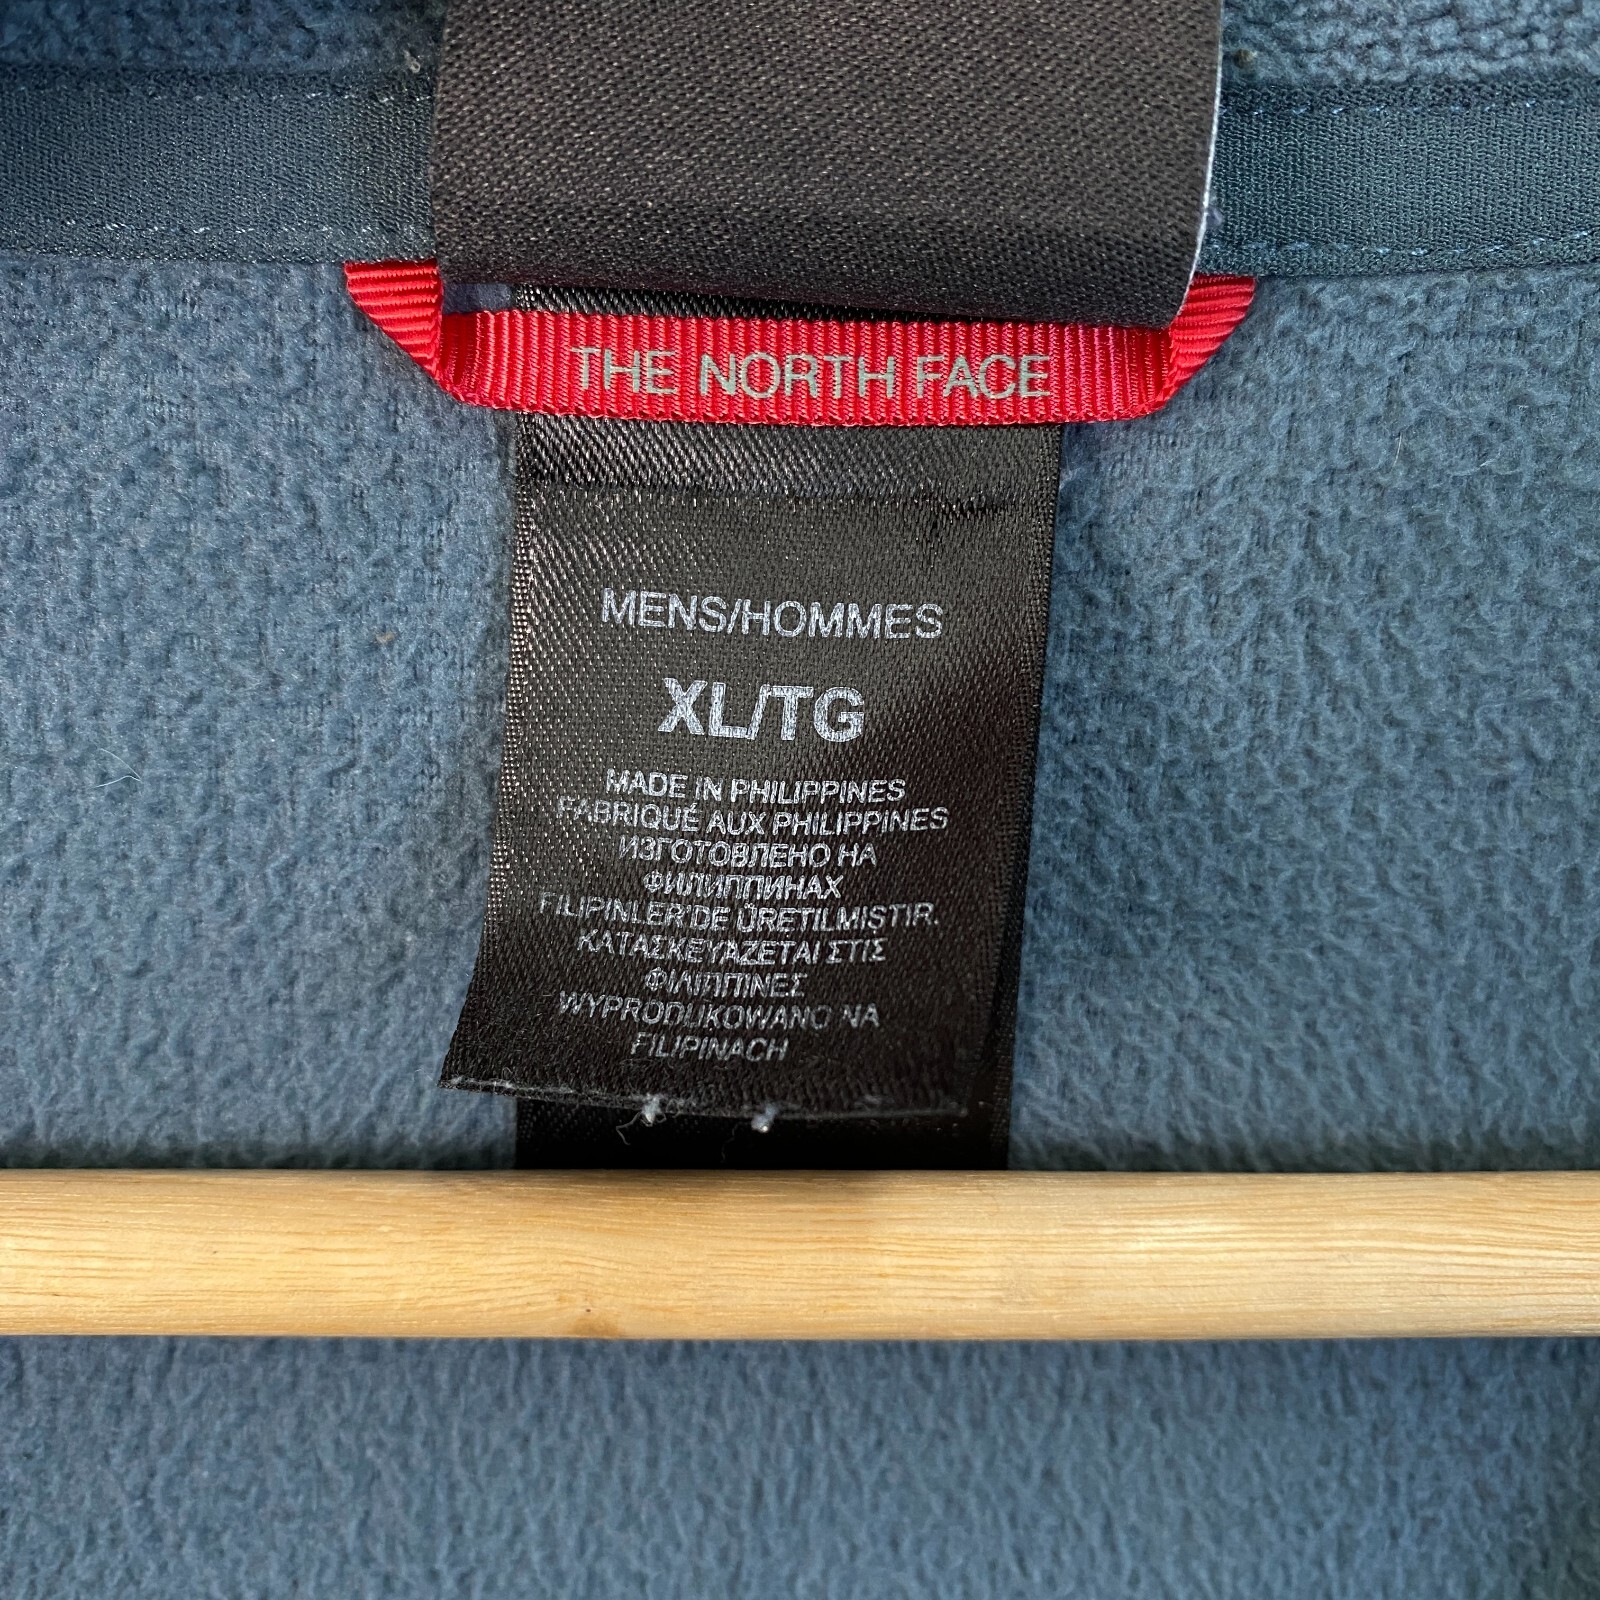 THE NORTH FACE
MENS/HOMMES
XL/TG
MADE IN PHILIPPINES
FABRIQUÉ AUX PHILIPPINES
ИЗГОТОВЛЕНО НА
ФИЛИППИНАХ
FILIPINLER'DE ÜRETILMIŞTIR.
ΚΑΤΑΣΚΕΥΑΖΕΤΑΙ ΣΤΙΣ
ΦΙΛΙΠΠΙΝΕΣ
WYPRODUKOWANO NA
FILIPINACH